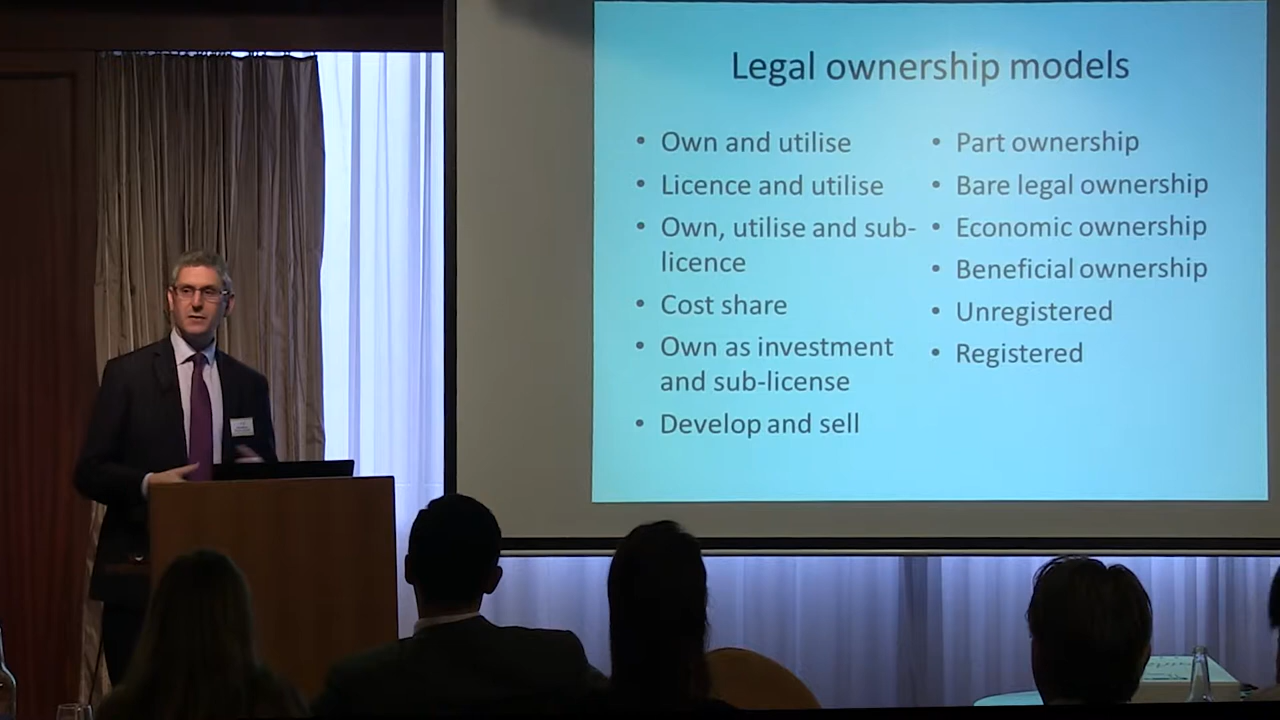 Legal ownership models
• Own and utilise
• Licence and utilise
• Own, utilise and sub-
licence
• Cost share
• Own as investment
and sub-license
• Develop and sell
• Part ownership
• Bare legal ownership
• Economic ownership
• Beneficial ownership
• Unregistered
• Registered